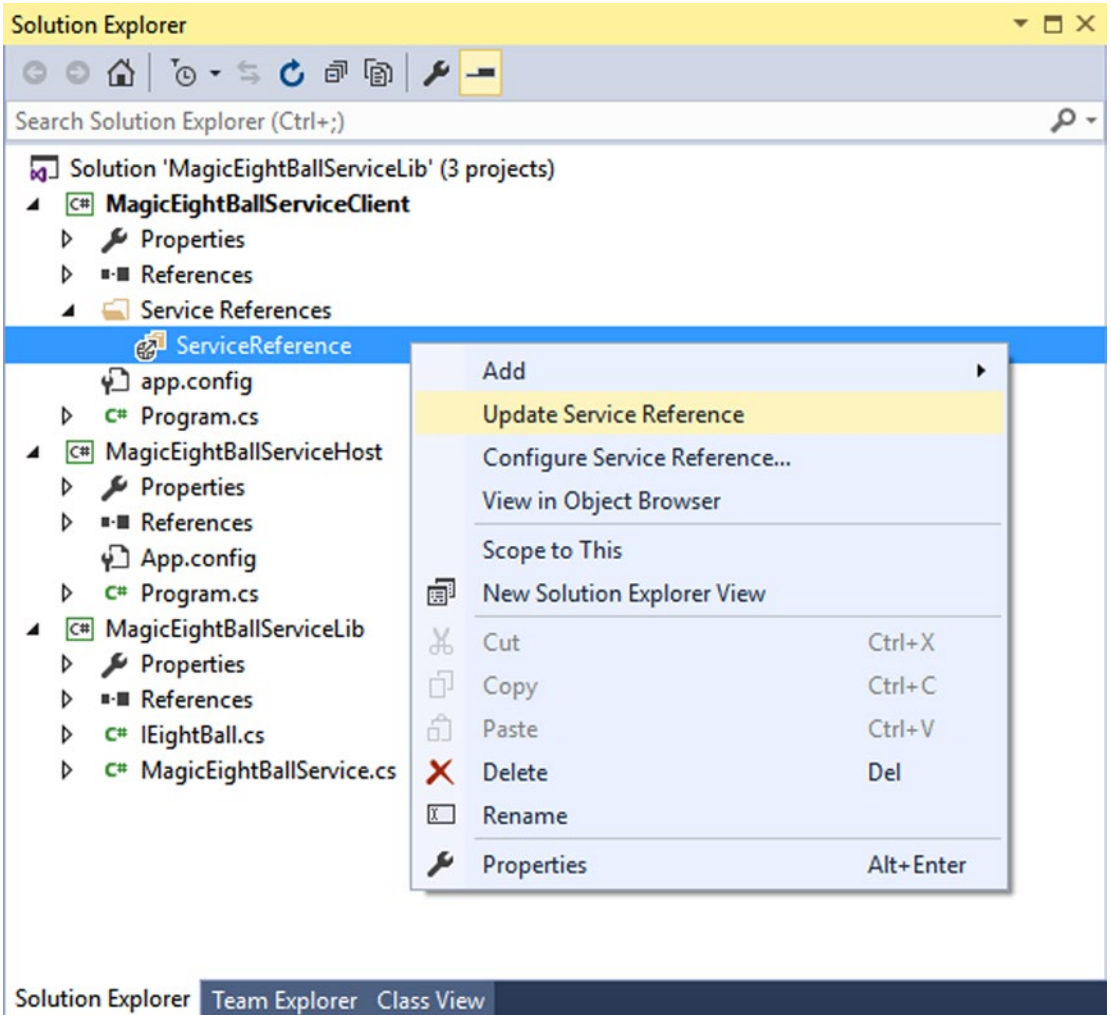 Solution Explorer
Search Solution Explorer (Ctrl+;)
Solution 'MagicEightBallServiceLib' (3 projects)
C# MagicEightBallServiceClient
Properties
References
Service References
ServiceReference
app.config
C# Program.cs
C# MagicEightBallServiceHost
Properties
References
App.config
C# Program.cs
C# MagicEightBallServiceLib
Properties
References
C# IEightBall.cs
C# MagicEightBallService.cs
Add
Update Service Reference
Configure Service Reference...
View in Object Browser
Scope to This
New Solution Explorer View
Cut Ctrl+X
Copy Ctrl+C
Paste Ctrl+V
Delete Del
Rename
Properties Alt+Enter
Solution Explorer Team Explorer Class View